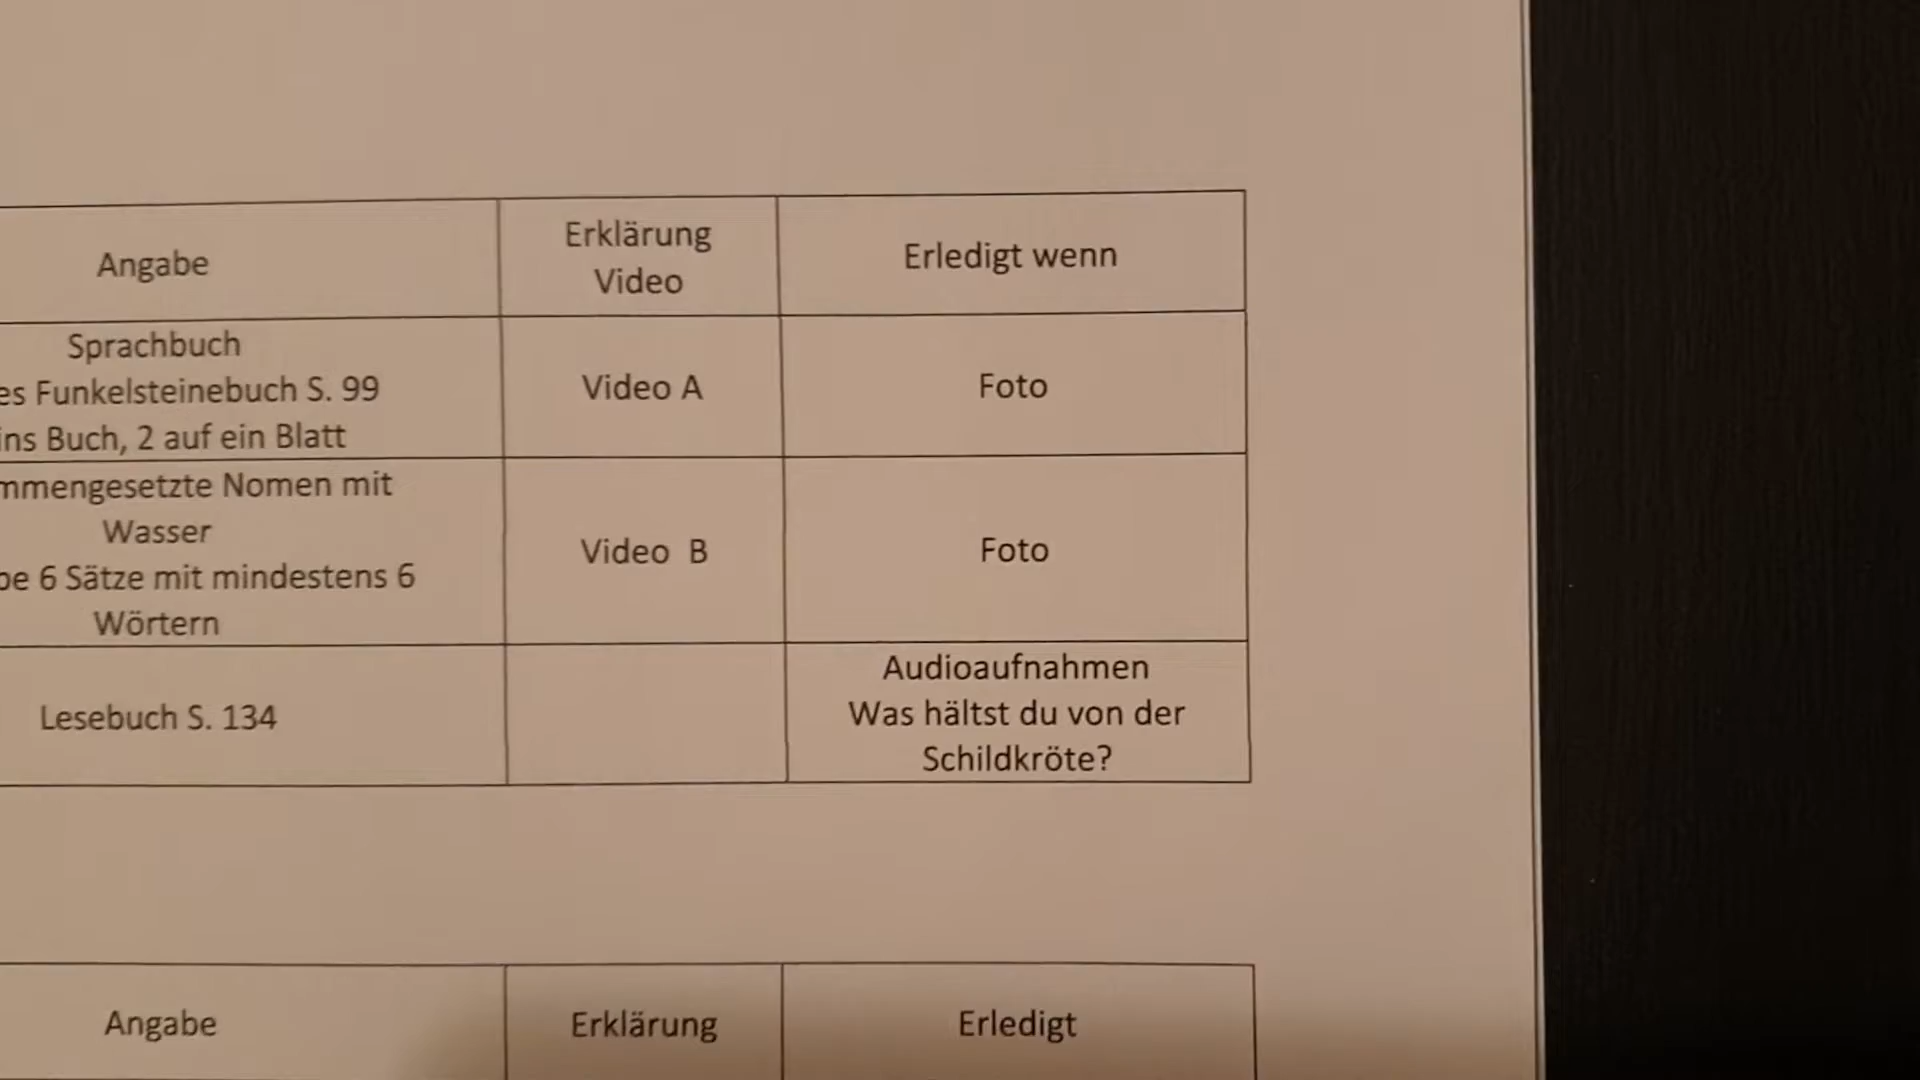 Angabe
Erklärung
Video
Erledigt wenn
Sprachbuch
es Funkelsteinebuch S. 99
ins Buch, 2 auf ein Blatt
Video A
Foto
mmengesetzte Nomen mit
Wasser
be 6 Sätze mit mindestens 6
Wörtern
Video B
Foto
Lesebuch S. 134
Audioaufnahmen
Was hältst du von der
Schildkröte?
Angabe
Erklärung
Erledigt